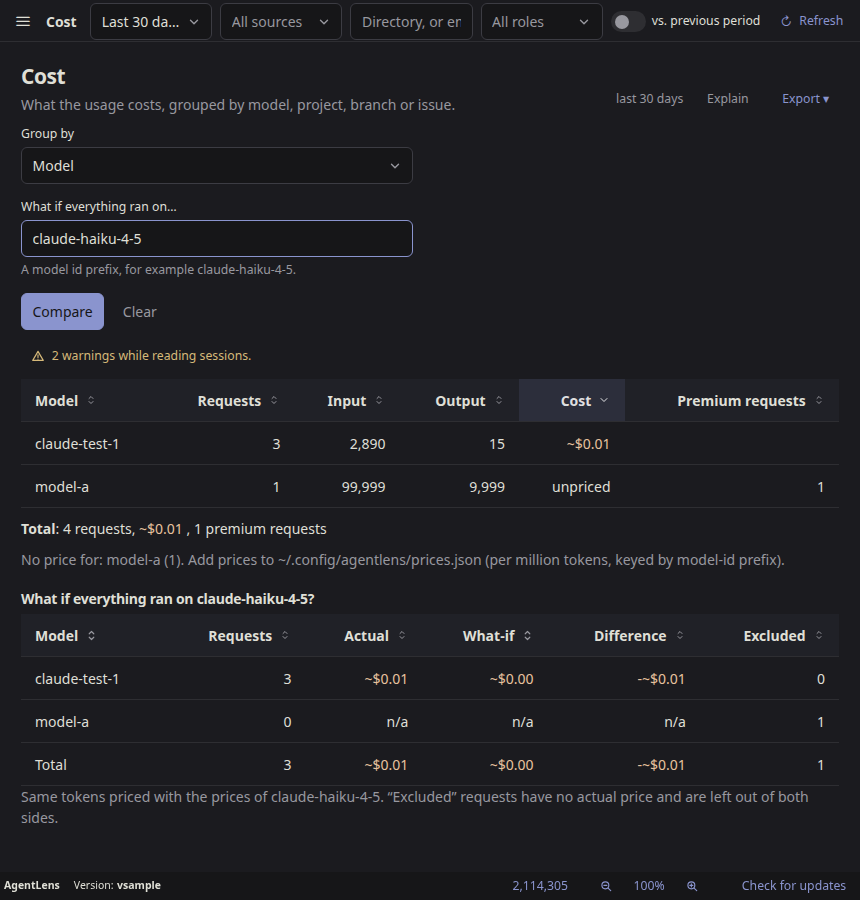 Cost Last 30 da... All sources Directory, or er All roles vs. previous period Refresh
Cost
What the usage costs, grouped by model, project, branch or issue.
last 30 days Explain Export ▾
Group by
Model
What if everything ran on...
claude-haiku-4-5
A model id prefix, for example claude-haiku-4-5.
Compare Clear
2 warnings while reading sessions.
Model Requests Input Output Cost Premium requests
claude-test-1 3 2,890 15 ~$0.01
model-a 1 99,999 9,999 unpriced 1
Total: 4 requests, ~$0.01 , 1 premium requests
No price for: model-a (1). Add prices to ~/.config/agentlens/prices.json (per million tokens, keyed by model-id prefix).
What if everything ran on claude-haiku-4-5?
Model Requests Actual What-if Difference Excluded
claude-test-1 3 ~$0.01 ~$0.00 -~$0.01 0
model-a 0 n/a n/a n/a 1
Total 3 ~$0.01 ~$0.00 -~$0.01 1
Same tokens priced with the prices of claude-haiku-4-5. “Excluded” requests have no actual price and are left out of both
sides.
AgentLens Version: vsample 2,114,305 100% Check for updates